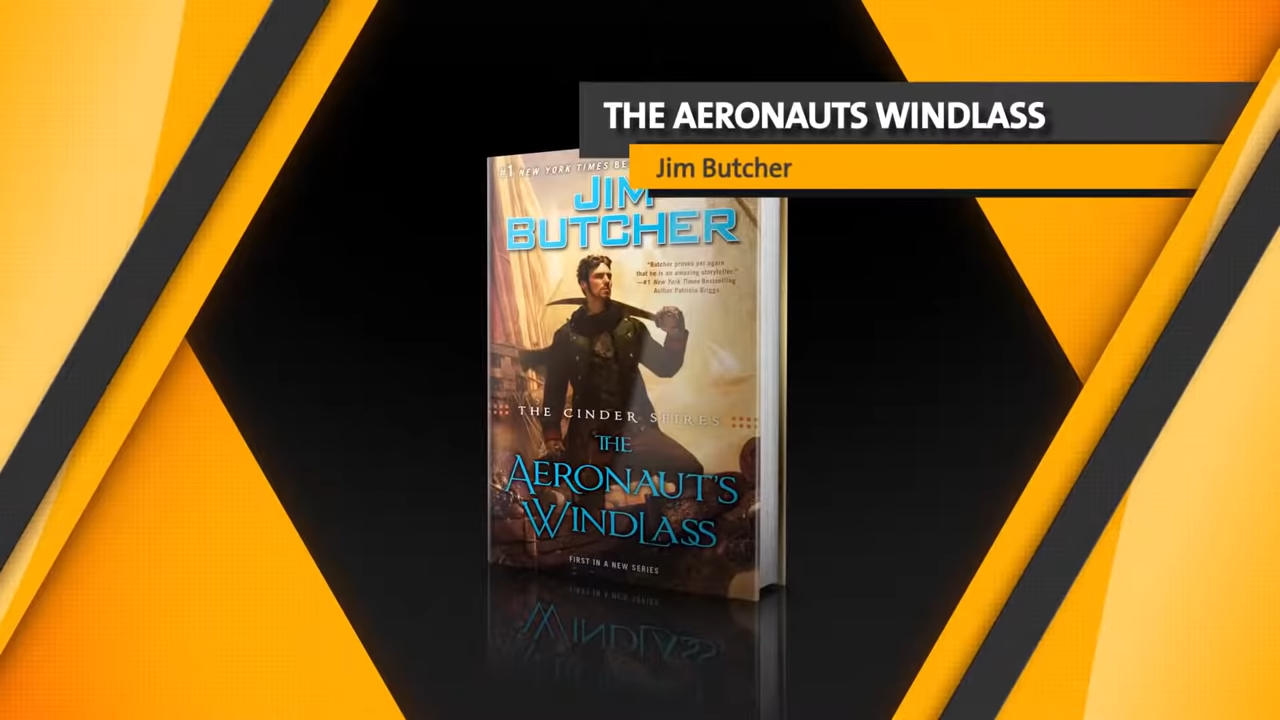 THE AERONAUTS WINDLASS
Jim Butcher
#1 NEW YORK TIMES BE
JIM
BUTCHER
"Butcher proves yet again
that he is an amazing storyteller."
—#1 New York Times Bestselling
Author Patricia Briggs
THE CINDER SPIRES
THE
AERONAUT'S
WINDLASS
FIRST IN A NEW SERIES